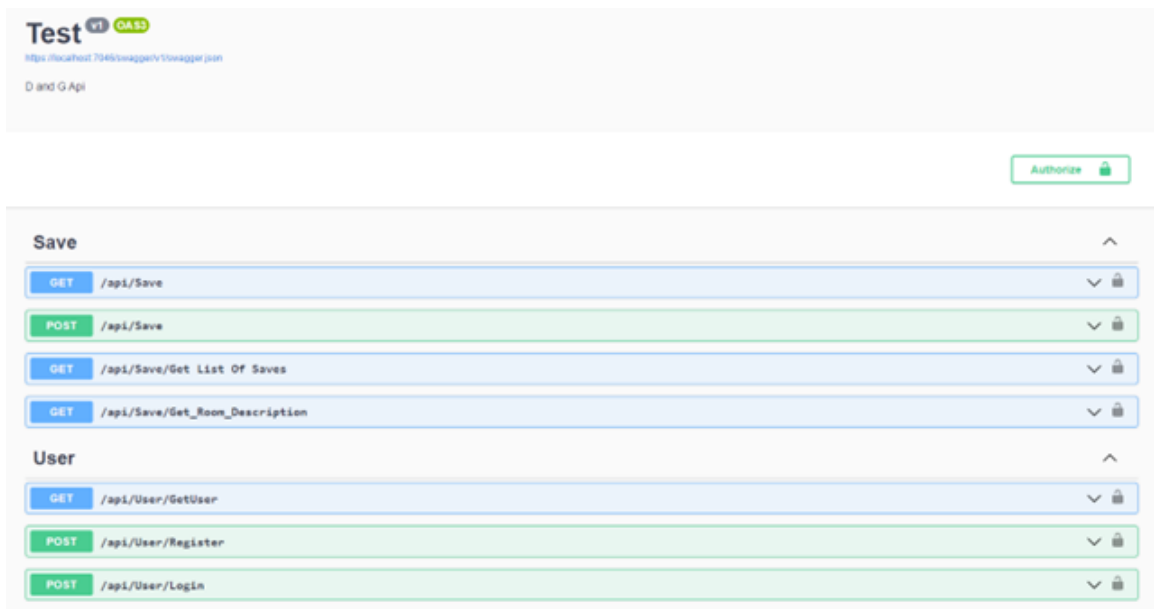 Test v1 OAS3
https://localhost:7046/swagger/v1/swagger.json
D and G Api
Authorize
Save
GET /api/Save
POST /api/Save
GET /api/Save/Get List Of Saves
GET /api/Save/Get_Room_Description
User
GET /api/User/GetUser
POST /api/User/Register
POST /api/User/Login